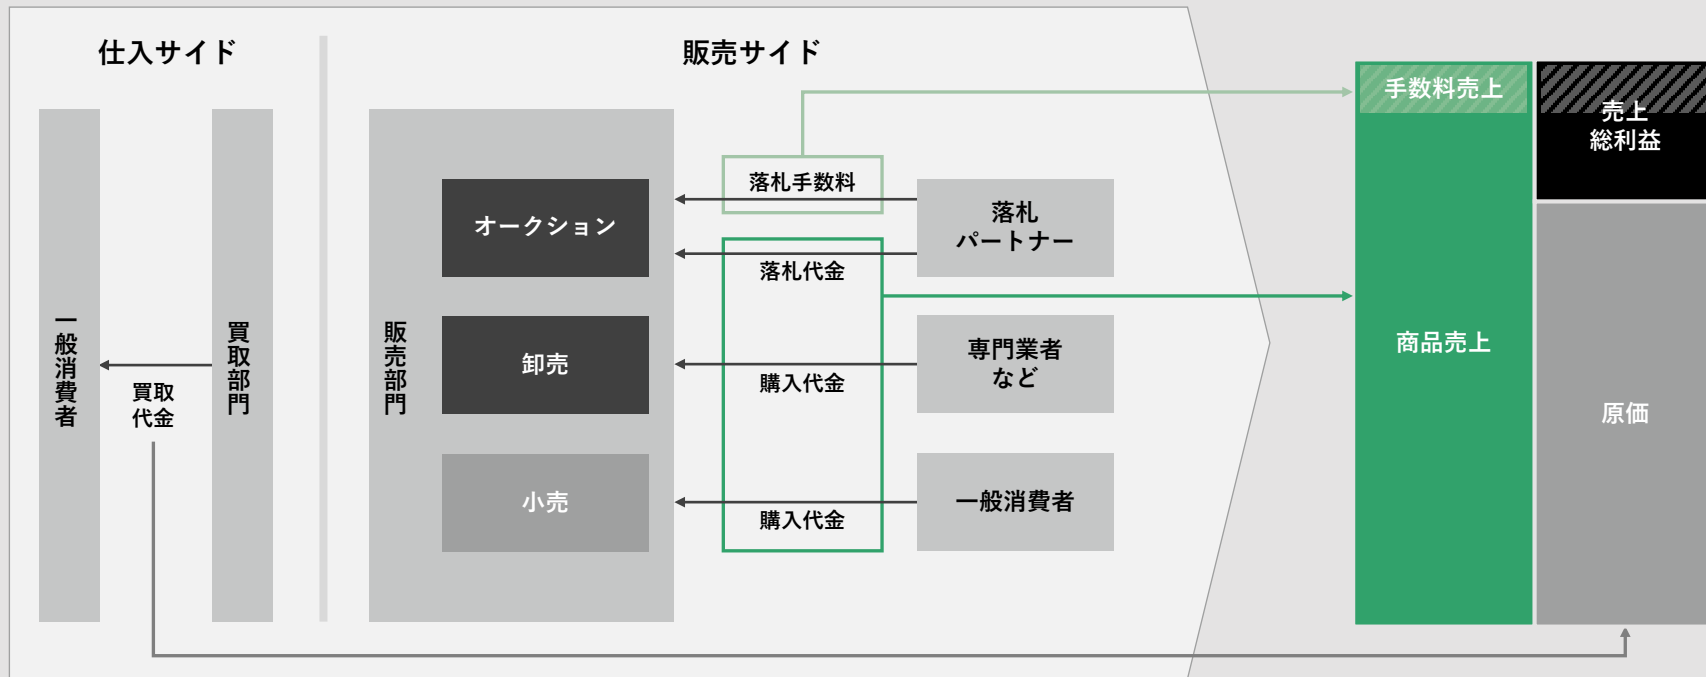 仕入サイド
販売サイド
一般消費者
買取
代金
買取部門
販売部門
オークション
卸売
小売
落札手数料
落札代金
購入代金
購入代金
落札
パートナー
専門業者
など
一般消費者
手数料売上
商品売上
売上
総利益
原価